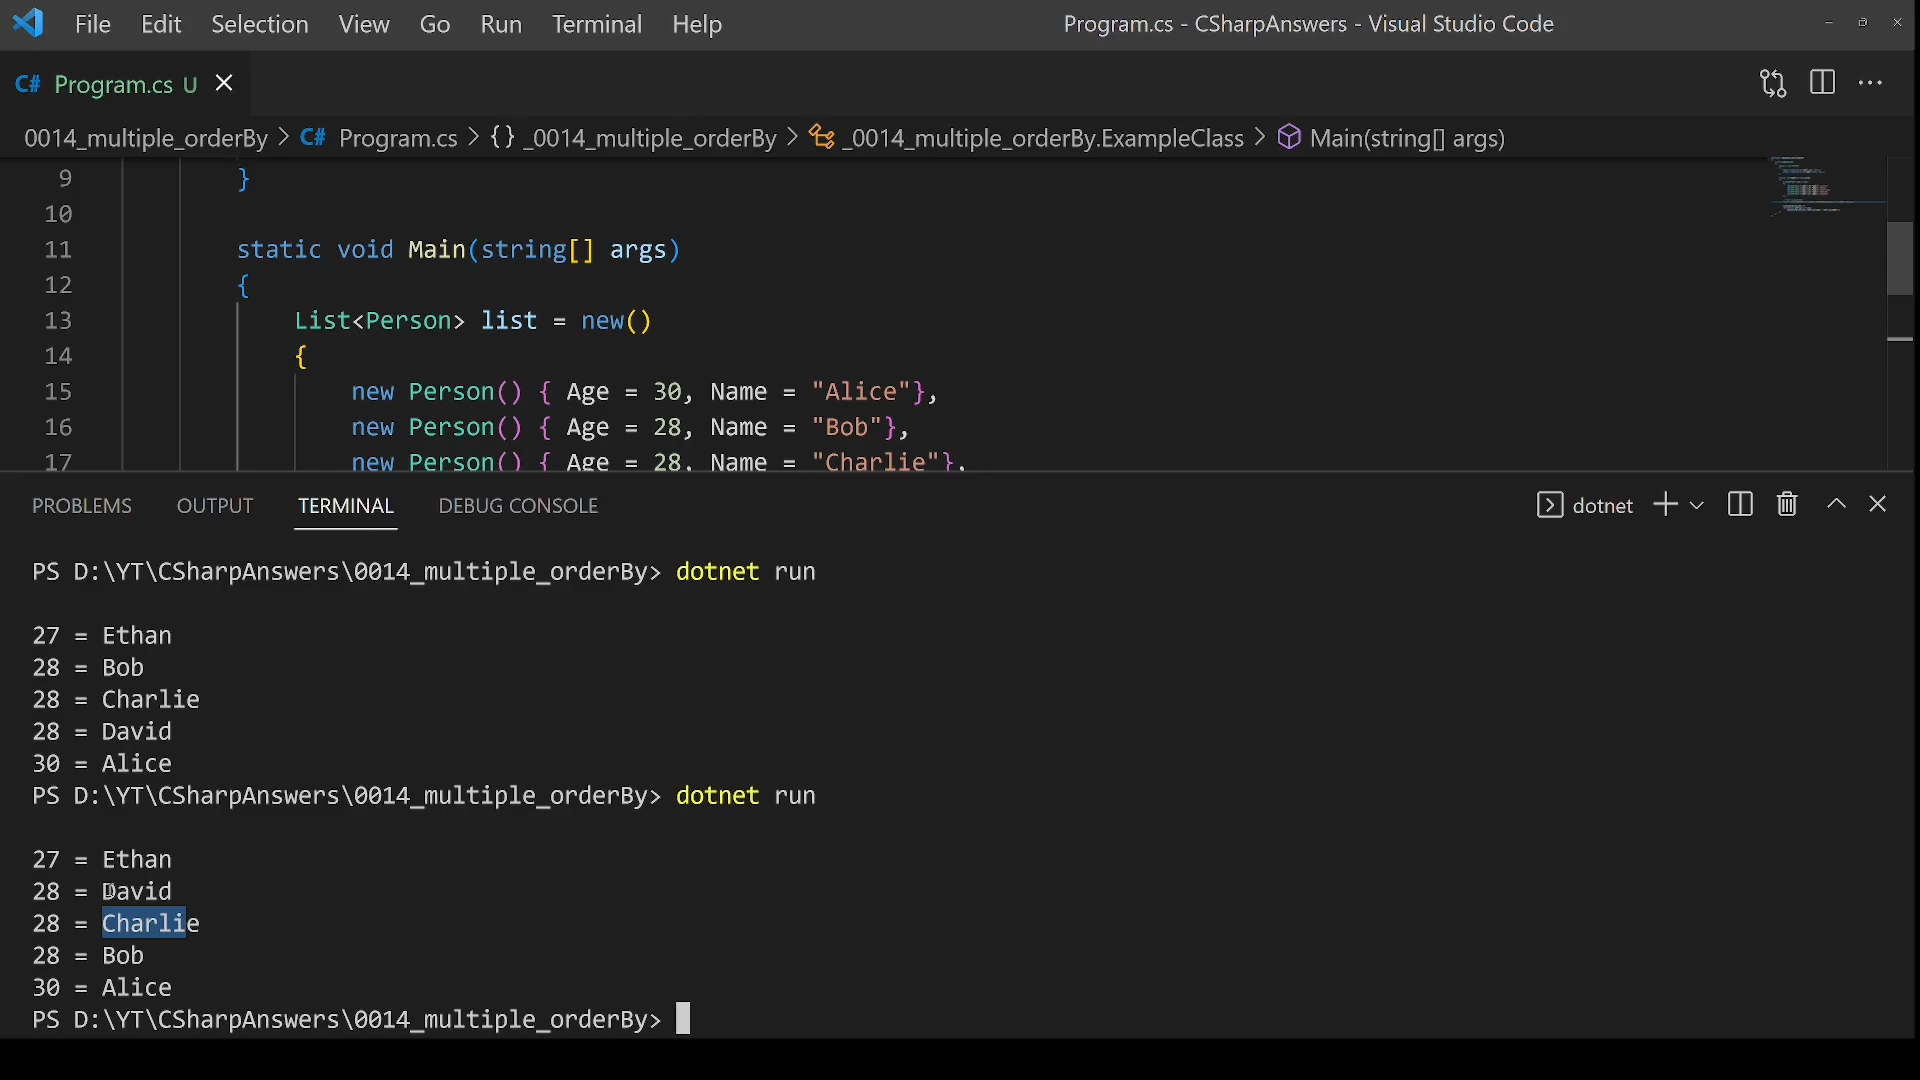 File Edit Selection View Go Run Terminal Help Program.cs - CSharpAnswers - Visual Studio Code
C# Program.cs U
0014_multiple_orderBy > C# Program.cs > {} _0014_multiple_orderBy > _0014_multiple_orderBy.ExampleClass > Main(string[] args)
9 }
10
11 static void Main(string[] args)
12 {
13 List<Person> list = new()
14 {
15 new Person() { Age = 30, Name = "Alice"},
16 new Person() { Age = 28, Name = "Bob"},
17 new Person() { Age = 28, Name = "Charlie"},
PROBLEMS OUTPUT TERMINAL DEBUG CONSOLE dotnet
PS D:\YT\CSharpAnswers\0014_multiple_orderBy> dotnet run
27 = Ethan
28 = Bob
28 = Charlie
28 = David
30 = Alice
PS D:\YT\CSharpAnswers\0014_multiple_orderBy> dotnet run
27 = Ethan
28 = David
28 = Charlie
28 = Bob
30 = Alice
PS D:\YT\CSharpAnswers\0014_multiple_orderBy>